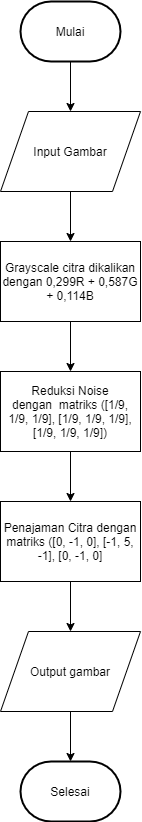 Mulai
Input Gambar
Grayscale citra dikalikan
dengan 0,299R + 0,587G
+ 0,114B
Reduksi Noise
dengan  matriks ([1/9,
1/9, 1/9], [1/9, 1/9, 1/9],
[1/9, 1/9, 1/9])
Penajaman Citra dengan
matriks ([0, -1, 0], [-1, 5,
-1], [0, -1, 0]
Output gambar
Selesai